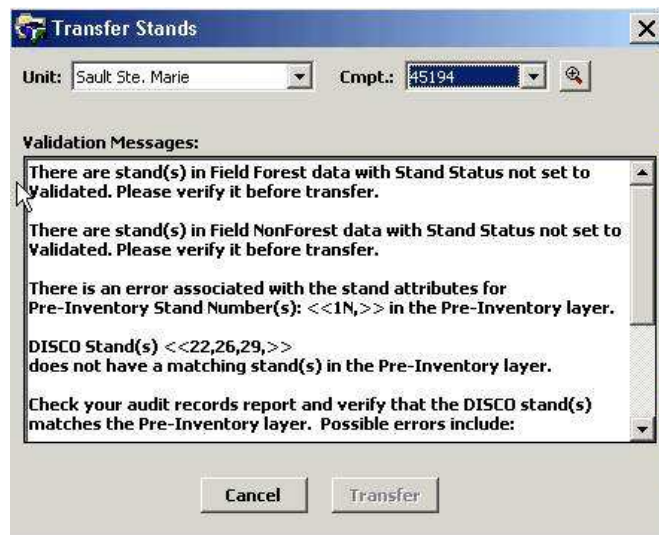 Transfer Stands
Unit: Sault Ste. Marie Cmpt.: 45194
Validation Messages:
There are stand(s) in Field Forest data with Stand Status not set to
Validated. Please verify it before transfer.
There are stand(s) in Field NonForest data with Stand Status not set to
Validated. Please verify it before transfer.
There is an error associated with the stand attributes for
Pre-Inventory Stand Number(s): <<1N,>> in the Pre-Inventory layer.
DISCO Stand(s) <<22,26,29,>>
does not have a matching stand(s) in the Pre-Inventory layer.
Check your audit records report and verify that the DISCO stand(s)
matches the Pre-Inventory layer. Possible errors include:
Cancel Transfer